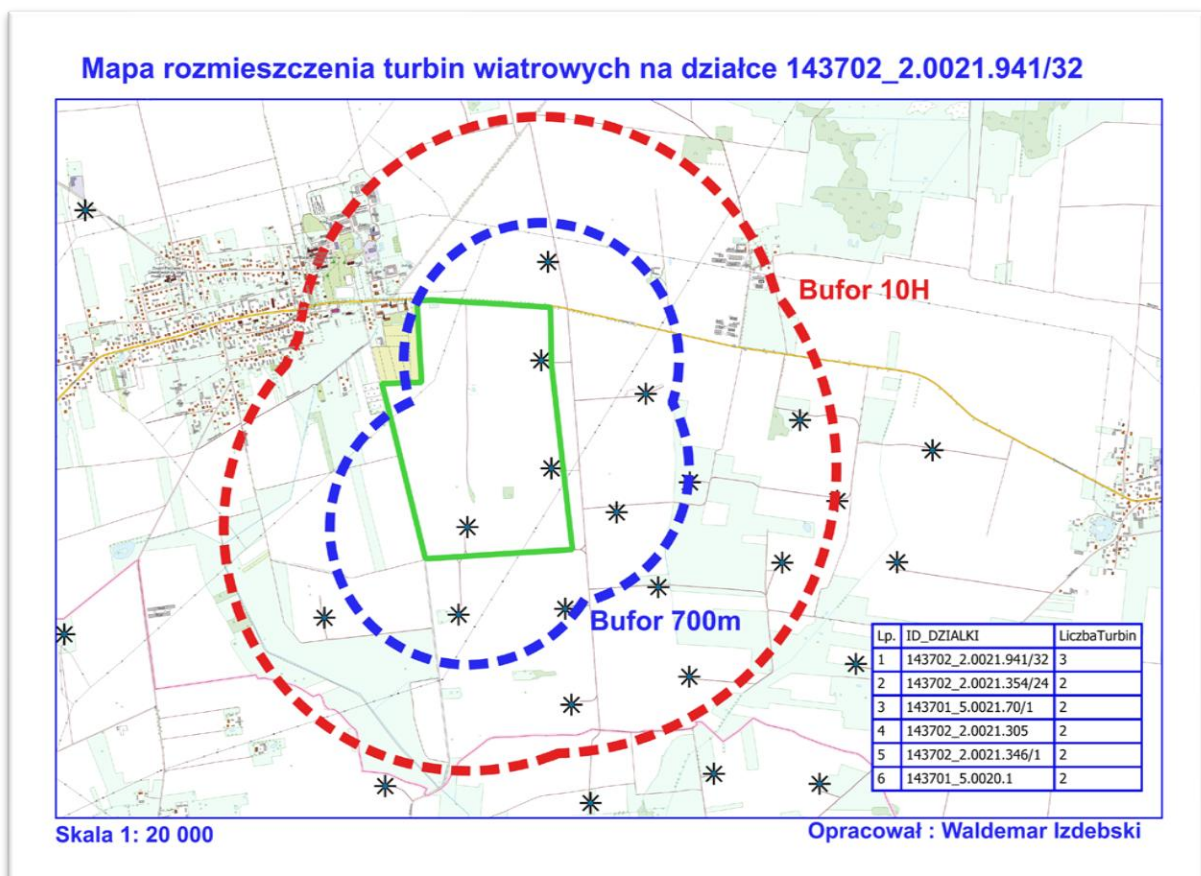 Mapa rozmieszczenia turbin wiatrowych na działce 143702_2.0021.941/32
Bufor 10H
Bufor 700m
Lp. ID_DZIALKI LiczbaTurbin
1 143702_2.0021.941/32 3
2 143702_2.0021.354/24 2
3 143701_5.0021.70/1 2
4 143702_2.0021.305 2
5 143702_2.0021.346/1 2
6 143701_5.0020.1 2
Skala 1: 20 000
Opracował : Waldemar Izdebski